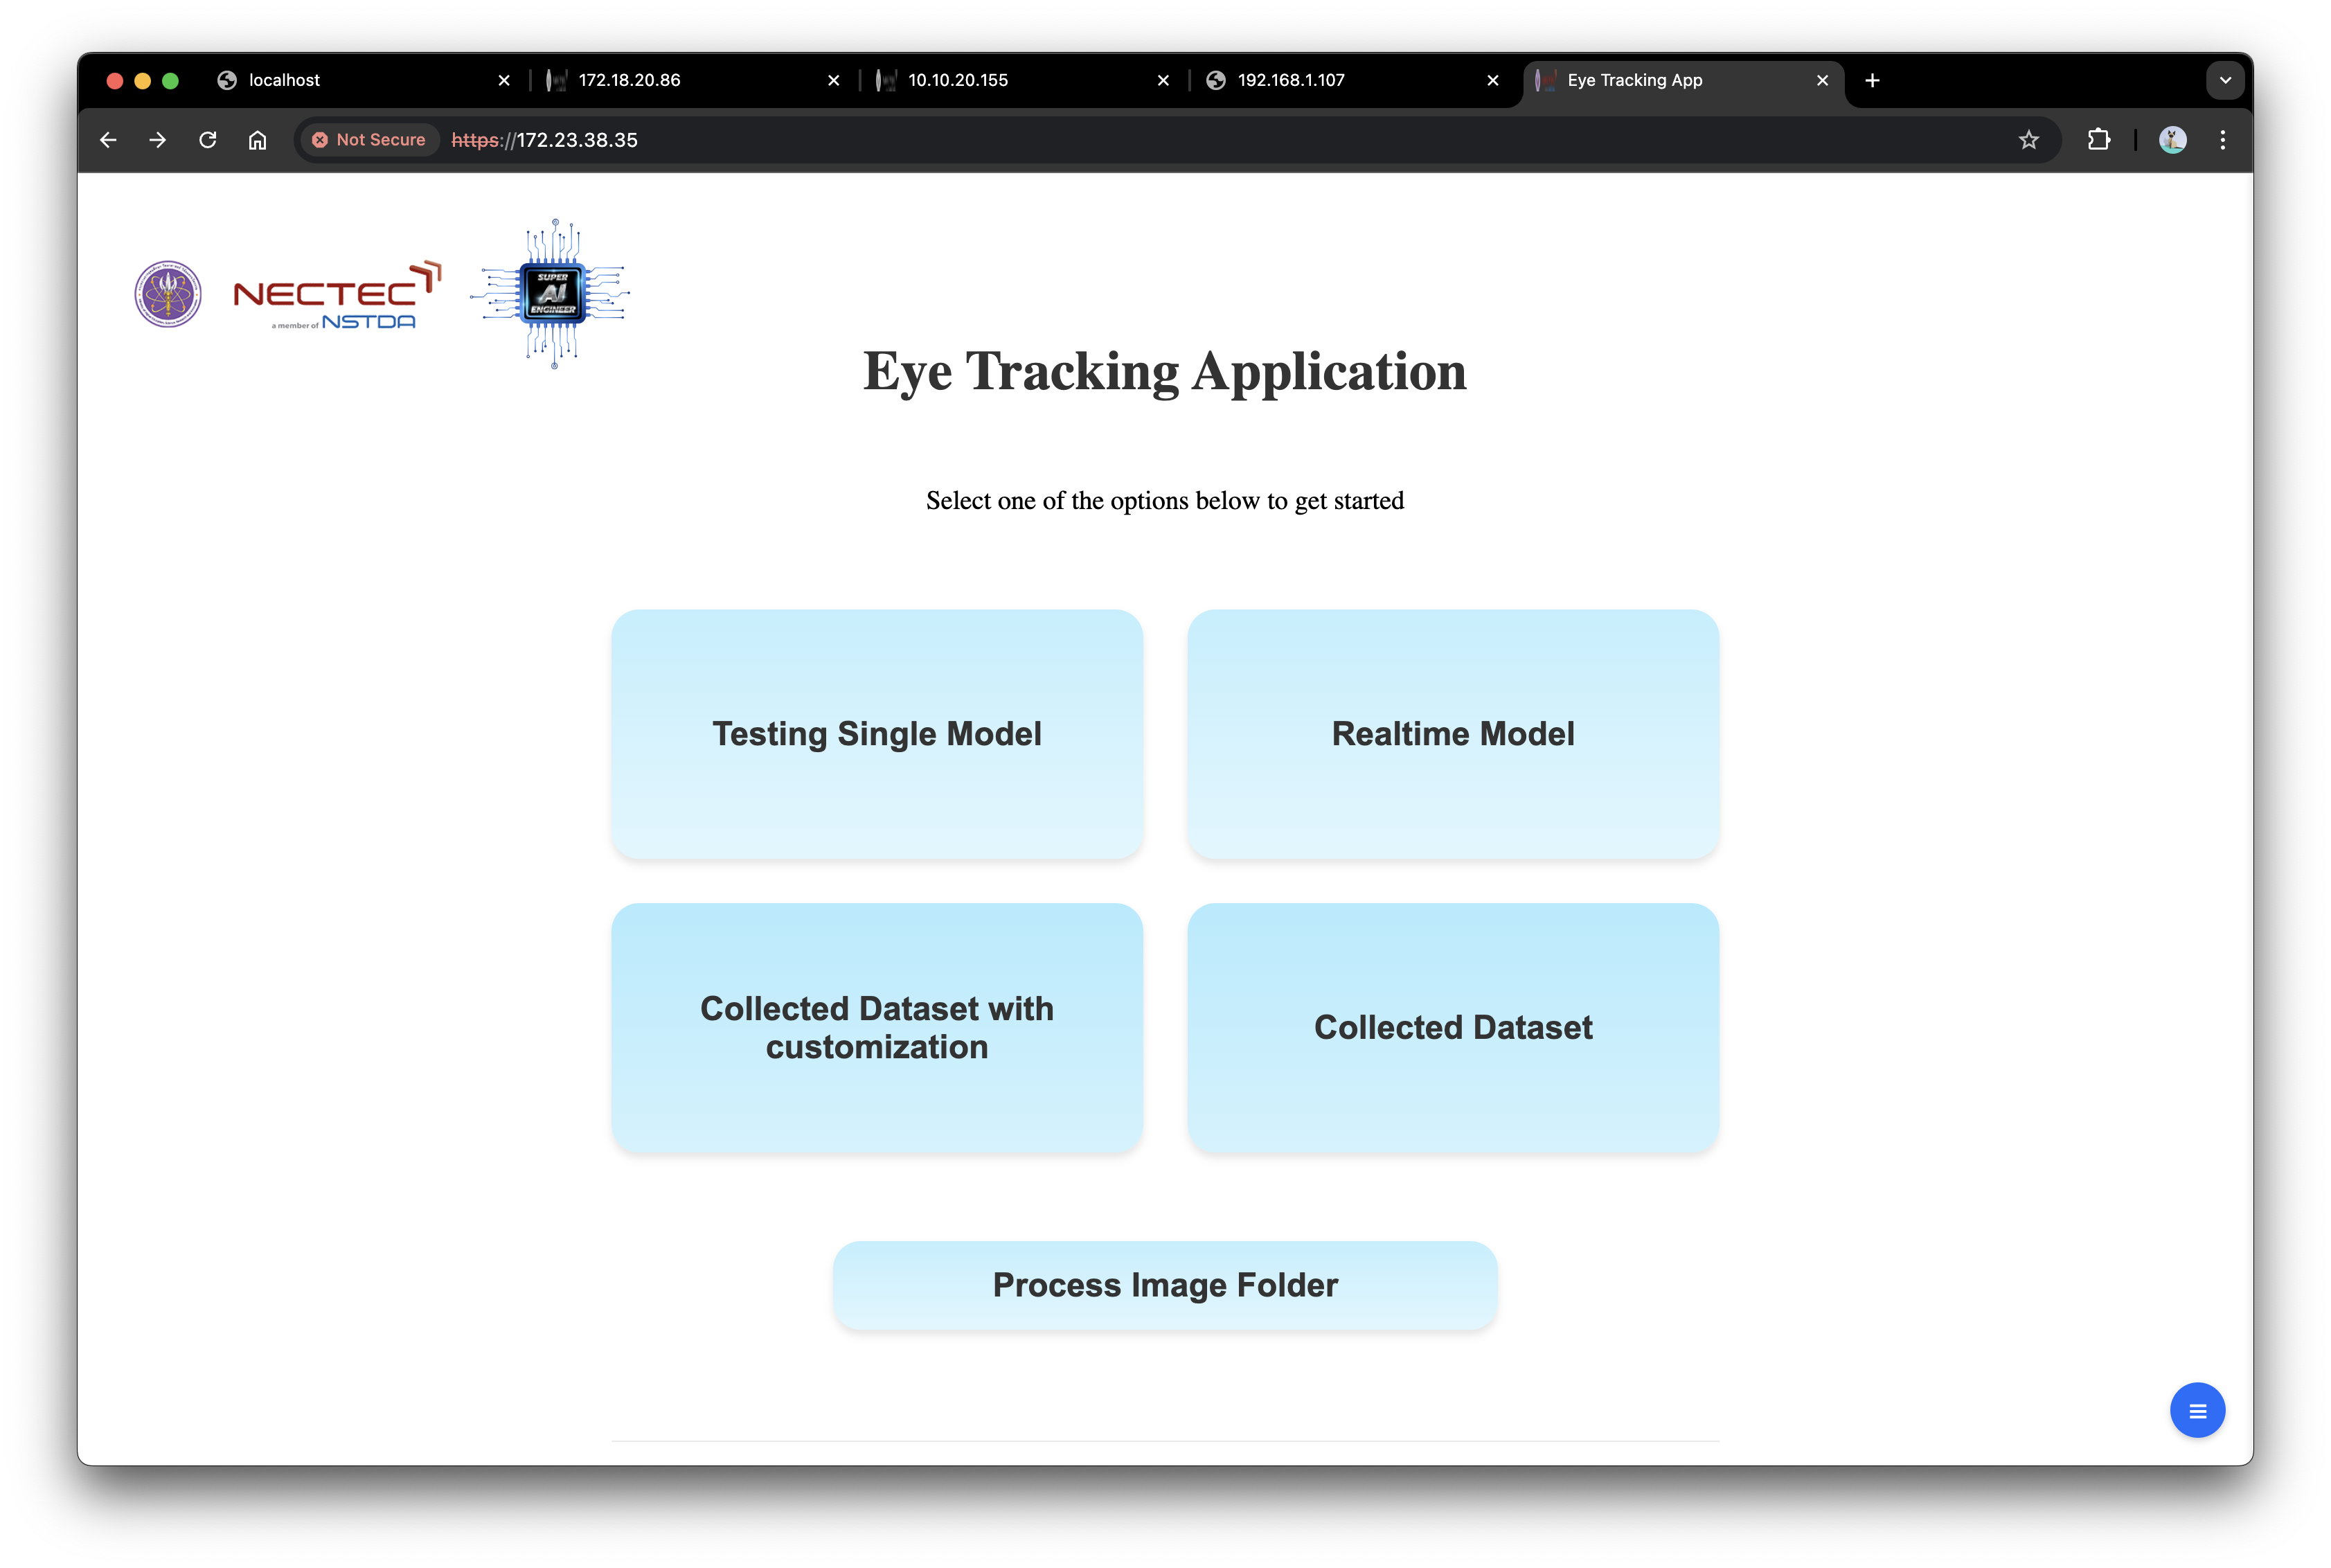 localhost
172.18.20.86
10.10.20.155
192.168.1.107
Eye Tracking App
Not Secure
https://172.23.38.35
NECTEC
a member of NSTDA
SUPER
AI
ENGINEER
Eye Tracking Application
Select one of the options below to get started
Testing Single Model
Realtime Model
Collected Dataset with
customization
Collected Dataset
Process Image Folder